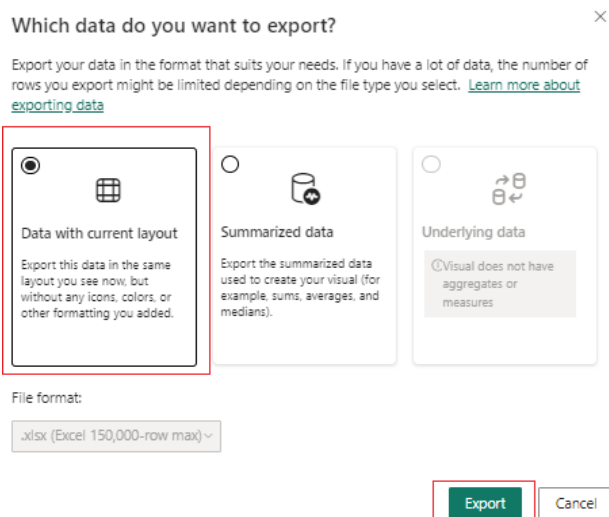 Which data do you want to export?
Export your data in the format that suits your needs. If you have a lot of data, the number of
rows you export might be limited depending on the file type you select. Learn more about
exporting data
Data with current layout
Export this data in the same
layout you see now, but
without any icons, colors, or
other formatting you added.
Summarized data
Export the summarized data
used to create your visual (for
example, sums, averages, and
medians).
Underlying data
Visual does not have
aggregates or
measures
File format:
.xlsx (Excel 150,000-row max)
Export
Cancel